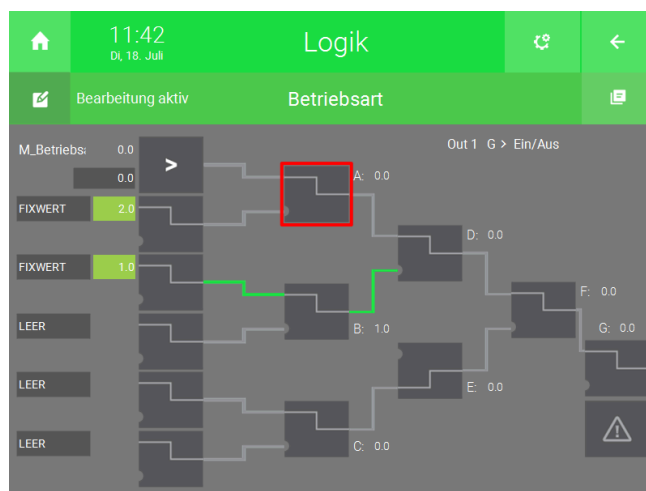 11:42
Di, 18. Juli
Logik
Bearbeitung aktiv
Betriebsart
M_Betriebs: 0.0
>
Out 1 G > Ein/Aus
0.0
A: 0.0
FIXWERT 2.0
D: 0.0
FIXWERT 1.0
F: 0.0
LEER
B: 1.0
G: 0.0
LEER
E: 0.0
LEER
C: 0.0